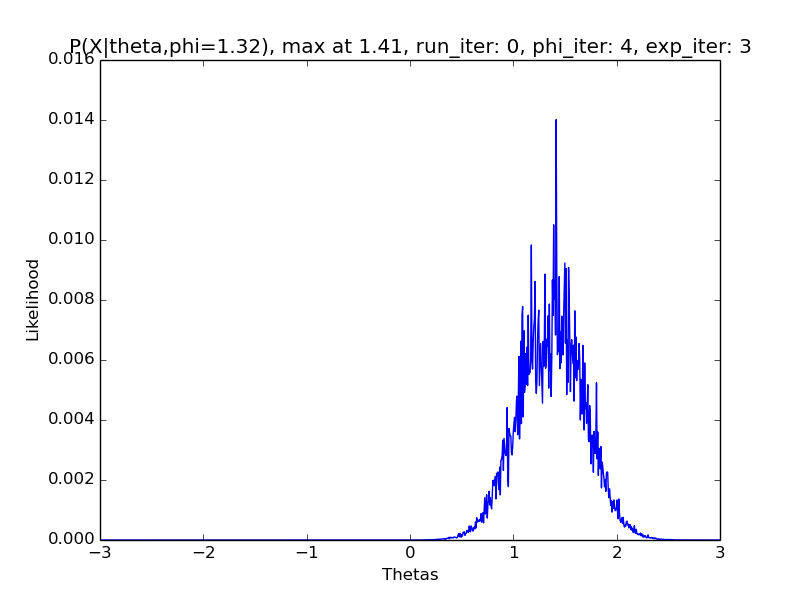 P(X|theta,phi=1.32), max at 1.41, run_iter: 0, phi_iter: 4, exp_iter: 3
0.016
0.014
0.012
0.010
0.008
0.006
0.004
0.002
0.000
Likelihood
−3 −2 −1 0 1 2 3
Thetas